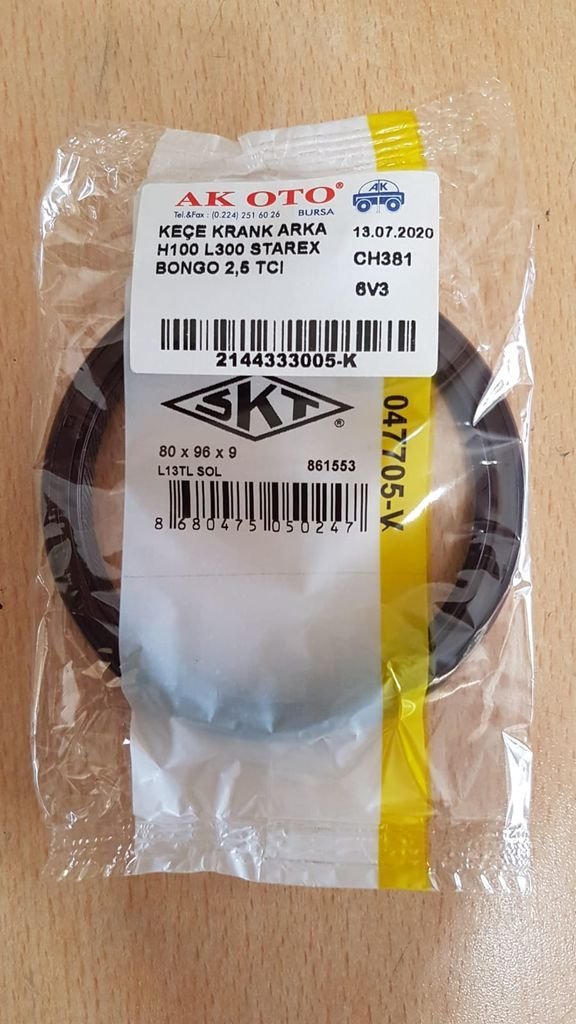 AK OTO®
AK
Tel.&Fax : (0.224) 251 60 26 BURSA
KEÇE KRANK ARKA 13.07.2020
H100 L300 STAREX CH381
BONGO 2,5 TCI
6V3
2144333005-K
SKT®
80 x 96 x 9
L13TL SOL 861553
8 680475 050247
047705-V